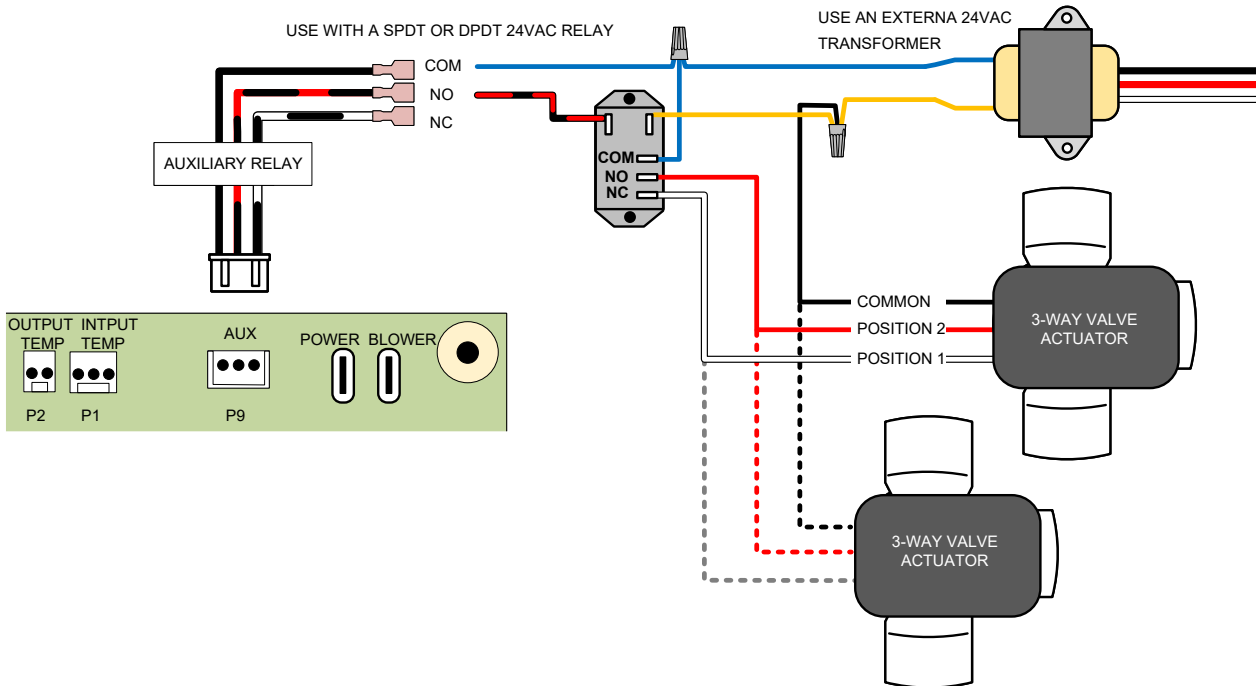 USE WITH A SPDT OR DPDT 24VAC RELAY
USE AN EXTERNA 24VAC
TRANSFORMER
COM
NO
NC
AUXILIARY RELAY
COM
NO
NC
COMMON
POSITION 2
POSITION 1
3-WAY VALVE
ACTUATOR
OUTPUT
TEMP
INTPUT
TEMP
AUX
POWER
BLOWER
P2
P1
P9
3-WAY VALVE
ACTUATOR